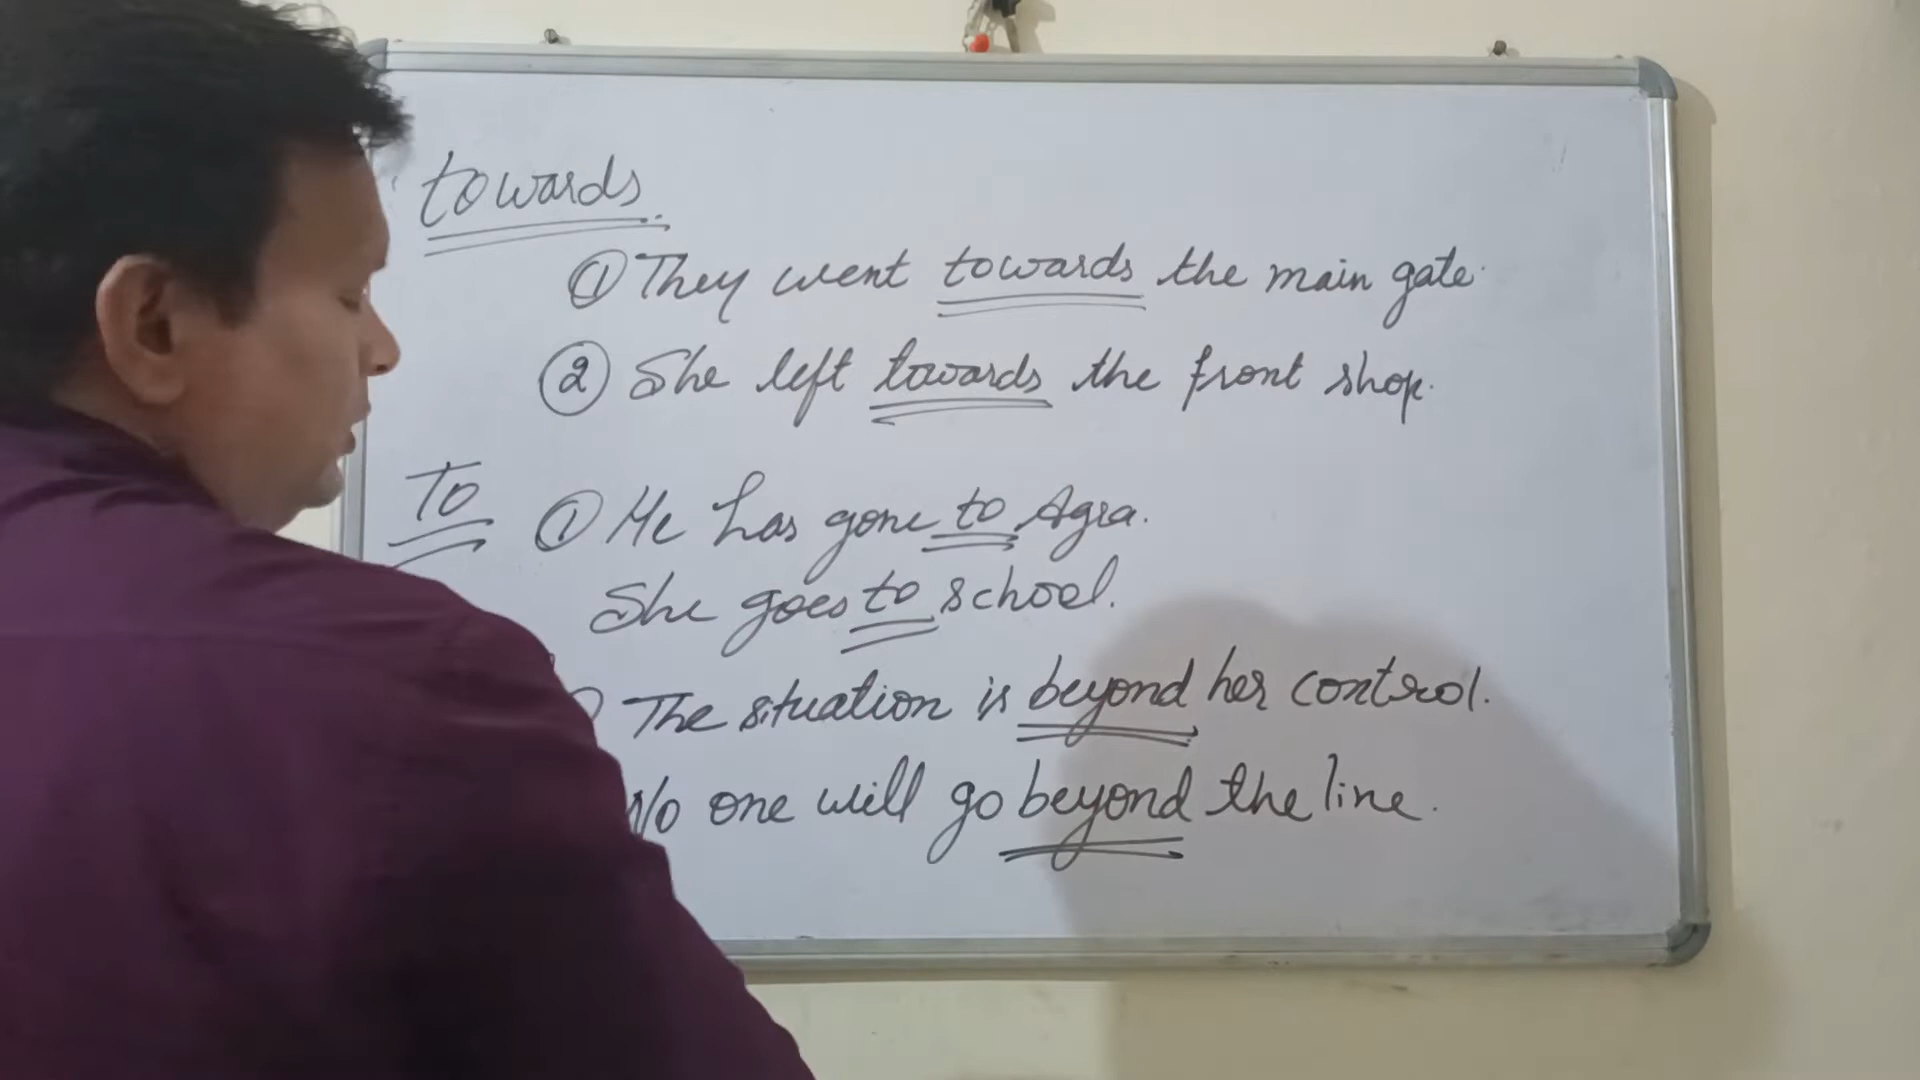 towards.
① They went towards the main gate.
② She left towards the front shop.
To ① He has gone to Agra.
She goes to school.
The situation is beyond her control.
No one will go beyond the line.